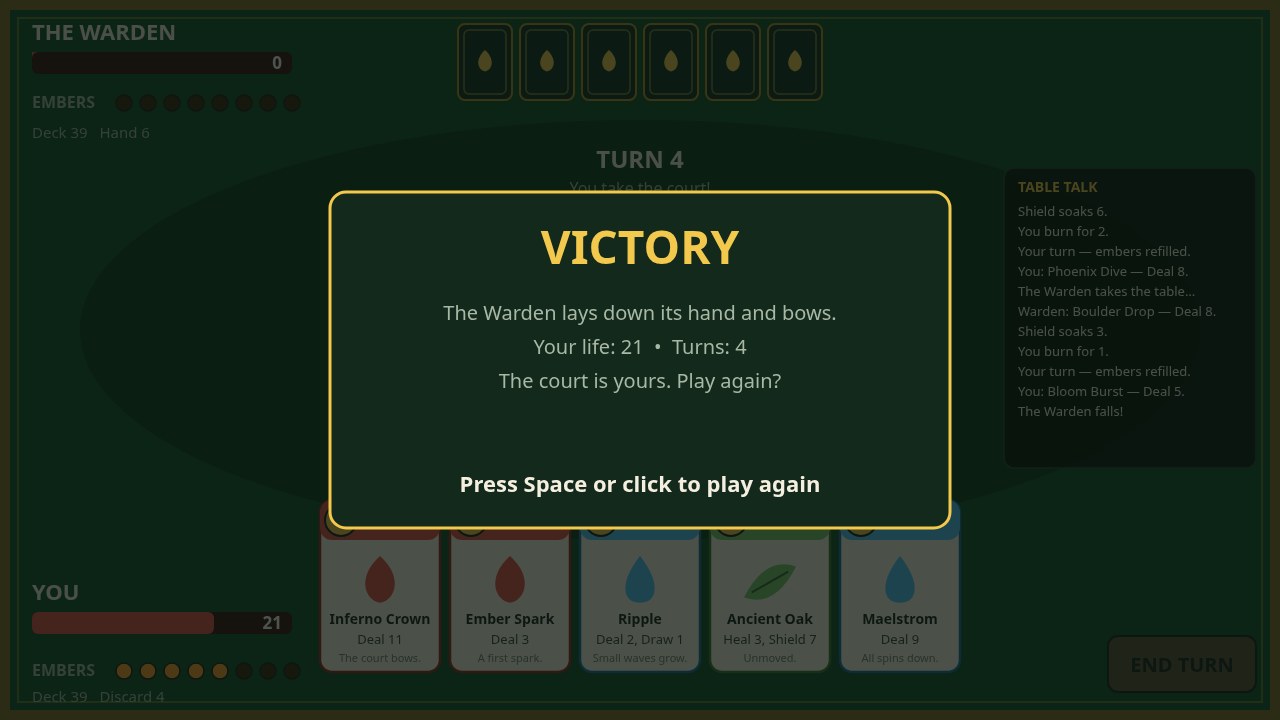 THE WARDEN
0
EMBERS
Deck 39 Hand 6
TURN 4
You take the court!
TABLE TALK
Shield soaks 6.
You burn for 2.
Your turn — embers refilled.
You: Phoenix Dive — Deal 8.
The Warden takes the table...
Warden: Boulder Drop — Deal 8.
Shield soaks 3.
You burn for 1.
Your turn — embers refilled.
You: Bloom Burst — Deal 5.
The Warden falls!
VICTORY
The Warden lays down its hand and bows.
Your life: 21 • Turns: 4
The court is yours. Play again?
Press Space or click to play again
YOU
21
EMBERS
Deck 39 Discard 4
Inferno Crown
Deal 11
The court bows.
Ember Spark
Deal 3
A first spark.
Ripple
Deal 2, Draw 1
Small waves grow.
Ancient Oak
Heal 3, Shield 7
Unmoved.
Maelstrom
Deal 9
All spins down.
END TURN